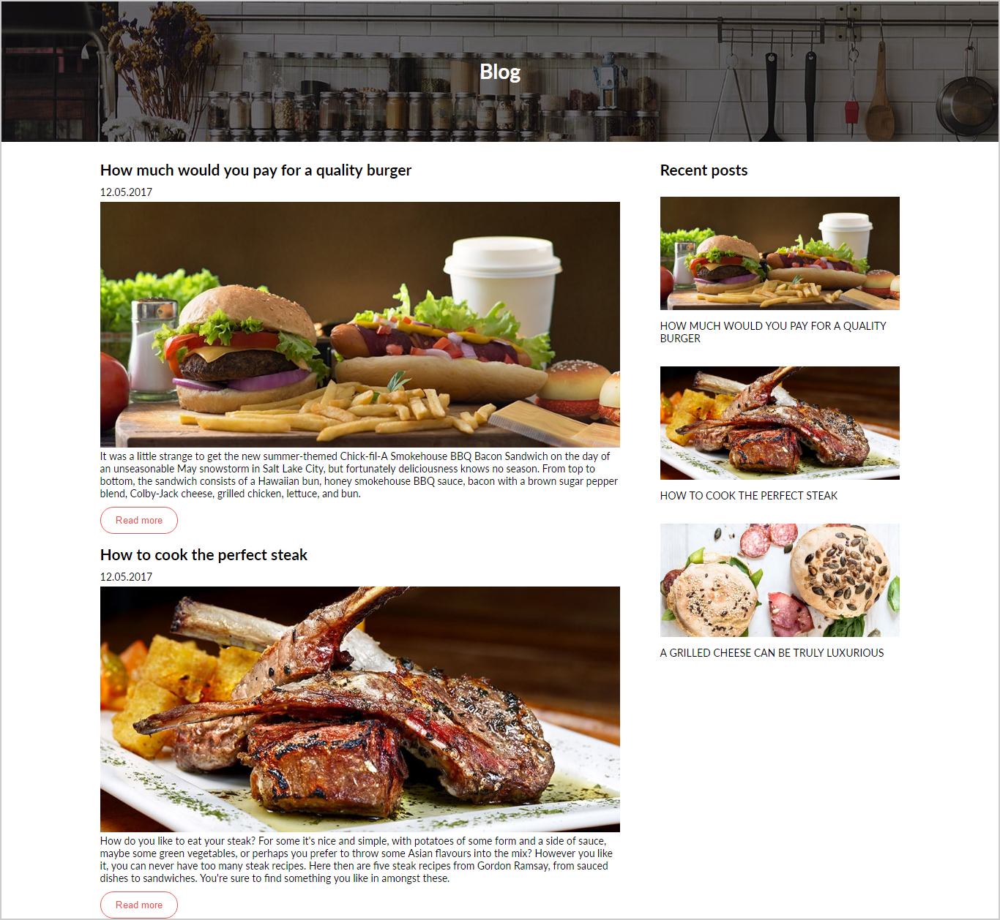 Blog
How much would you pay for a quality burger
12.05.2017
It was a little strange to get the new summer-themed Chick-fil-A Smokehouse BBQ Bacon Sandwich on the day of
an unseasonable May snowstorm in Salt Lake City, but fortunately deliciousness knows no season. From top to
bottom, the sandwich consists of a Hawaiian bun, honey smokehouse BBQ sauce, bacon with a brown sugar pepper
blend, Colby-Jack cheese, grilled chicken, lettuce, and bun.
Read more
How to cook the perfect steak
12.05.2017
How do you like to eat your steak? For some it's nice and simple, with potatoes of some form and a side of sauce,
maybe some green vegetables, or perhaps you prefer to throw some Asian flavours into the mix? However you like
it, you can never have too many steak recipes. Here then are five steak recipes from Gordon Ramsay, from sauced
dishes to sandwiches. You're sure to find something you like in amongst these.
Read more
Recent posts
HOW MUCH WOULD YOU PAY FOR A QUALITY
BURGER
HOW TO COOK THE PERFECT STEAK
A GRILLED CHEESE CAN BE TRULY LUXURIOUS